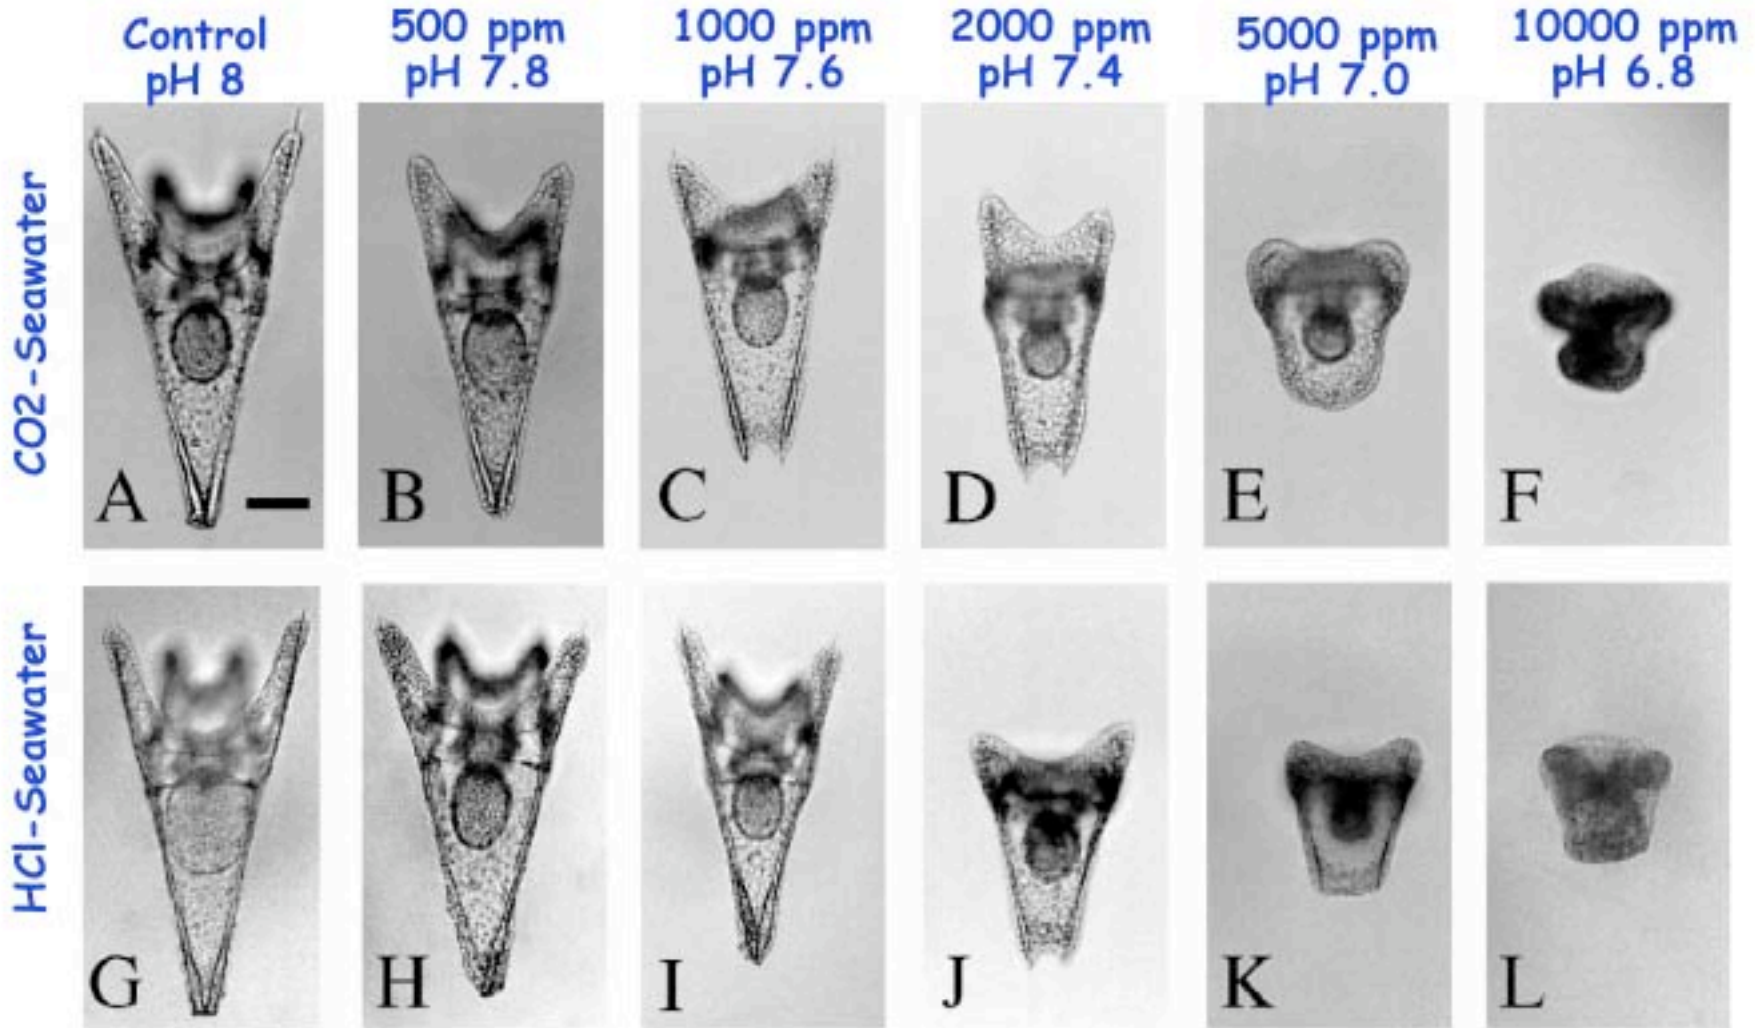 Control
pH 8
500 ppm
pH 7.8
1000 ppm
pH 7.6
2000 ppm
pH 7.4
5000 ppm
pH 7.0
10000 ppm
pH 6.8
CO2-Seawater
A
B
C
D
E
F
HCl-Seawater
G
H
I
J
K
L